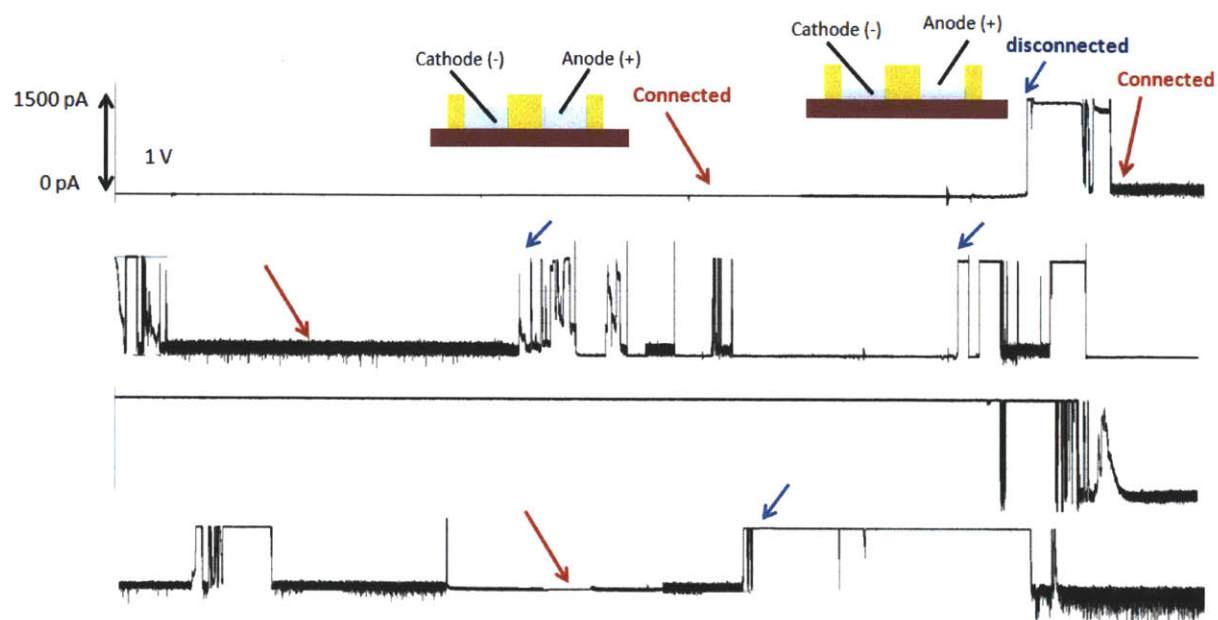 Cathode (-)
Anode (+)
Connected
Cathode (-)
Anode (+)
disconnected
Connected
1500 pA
1 V
0 pA